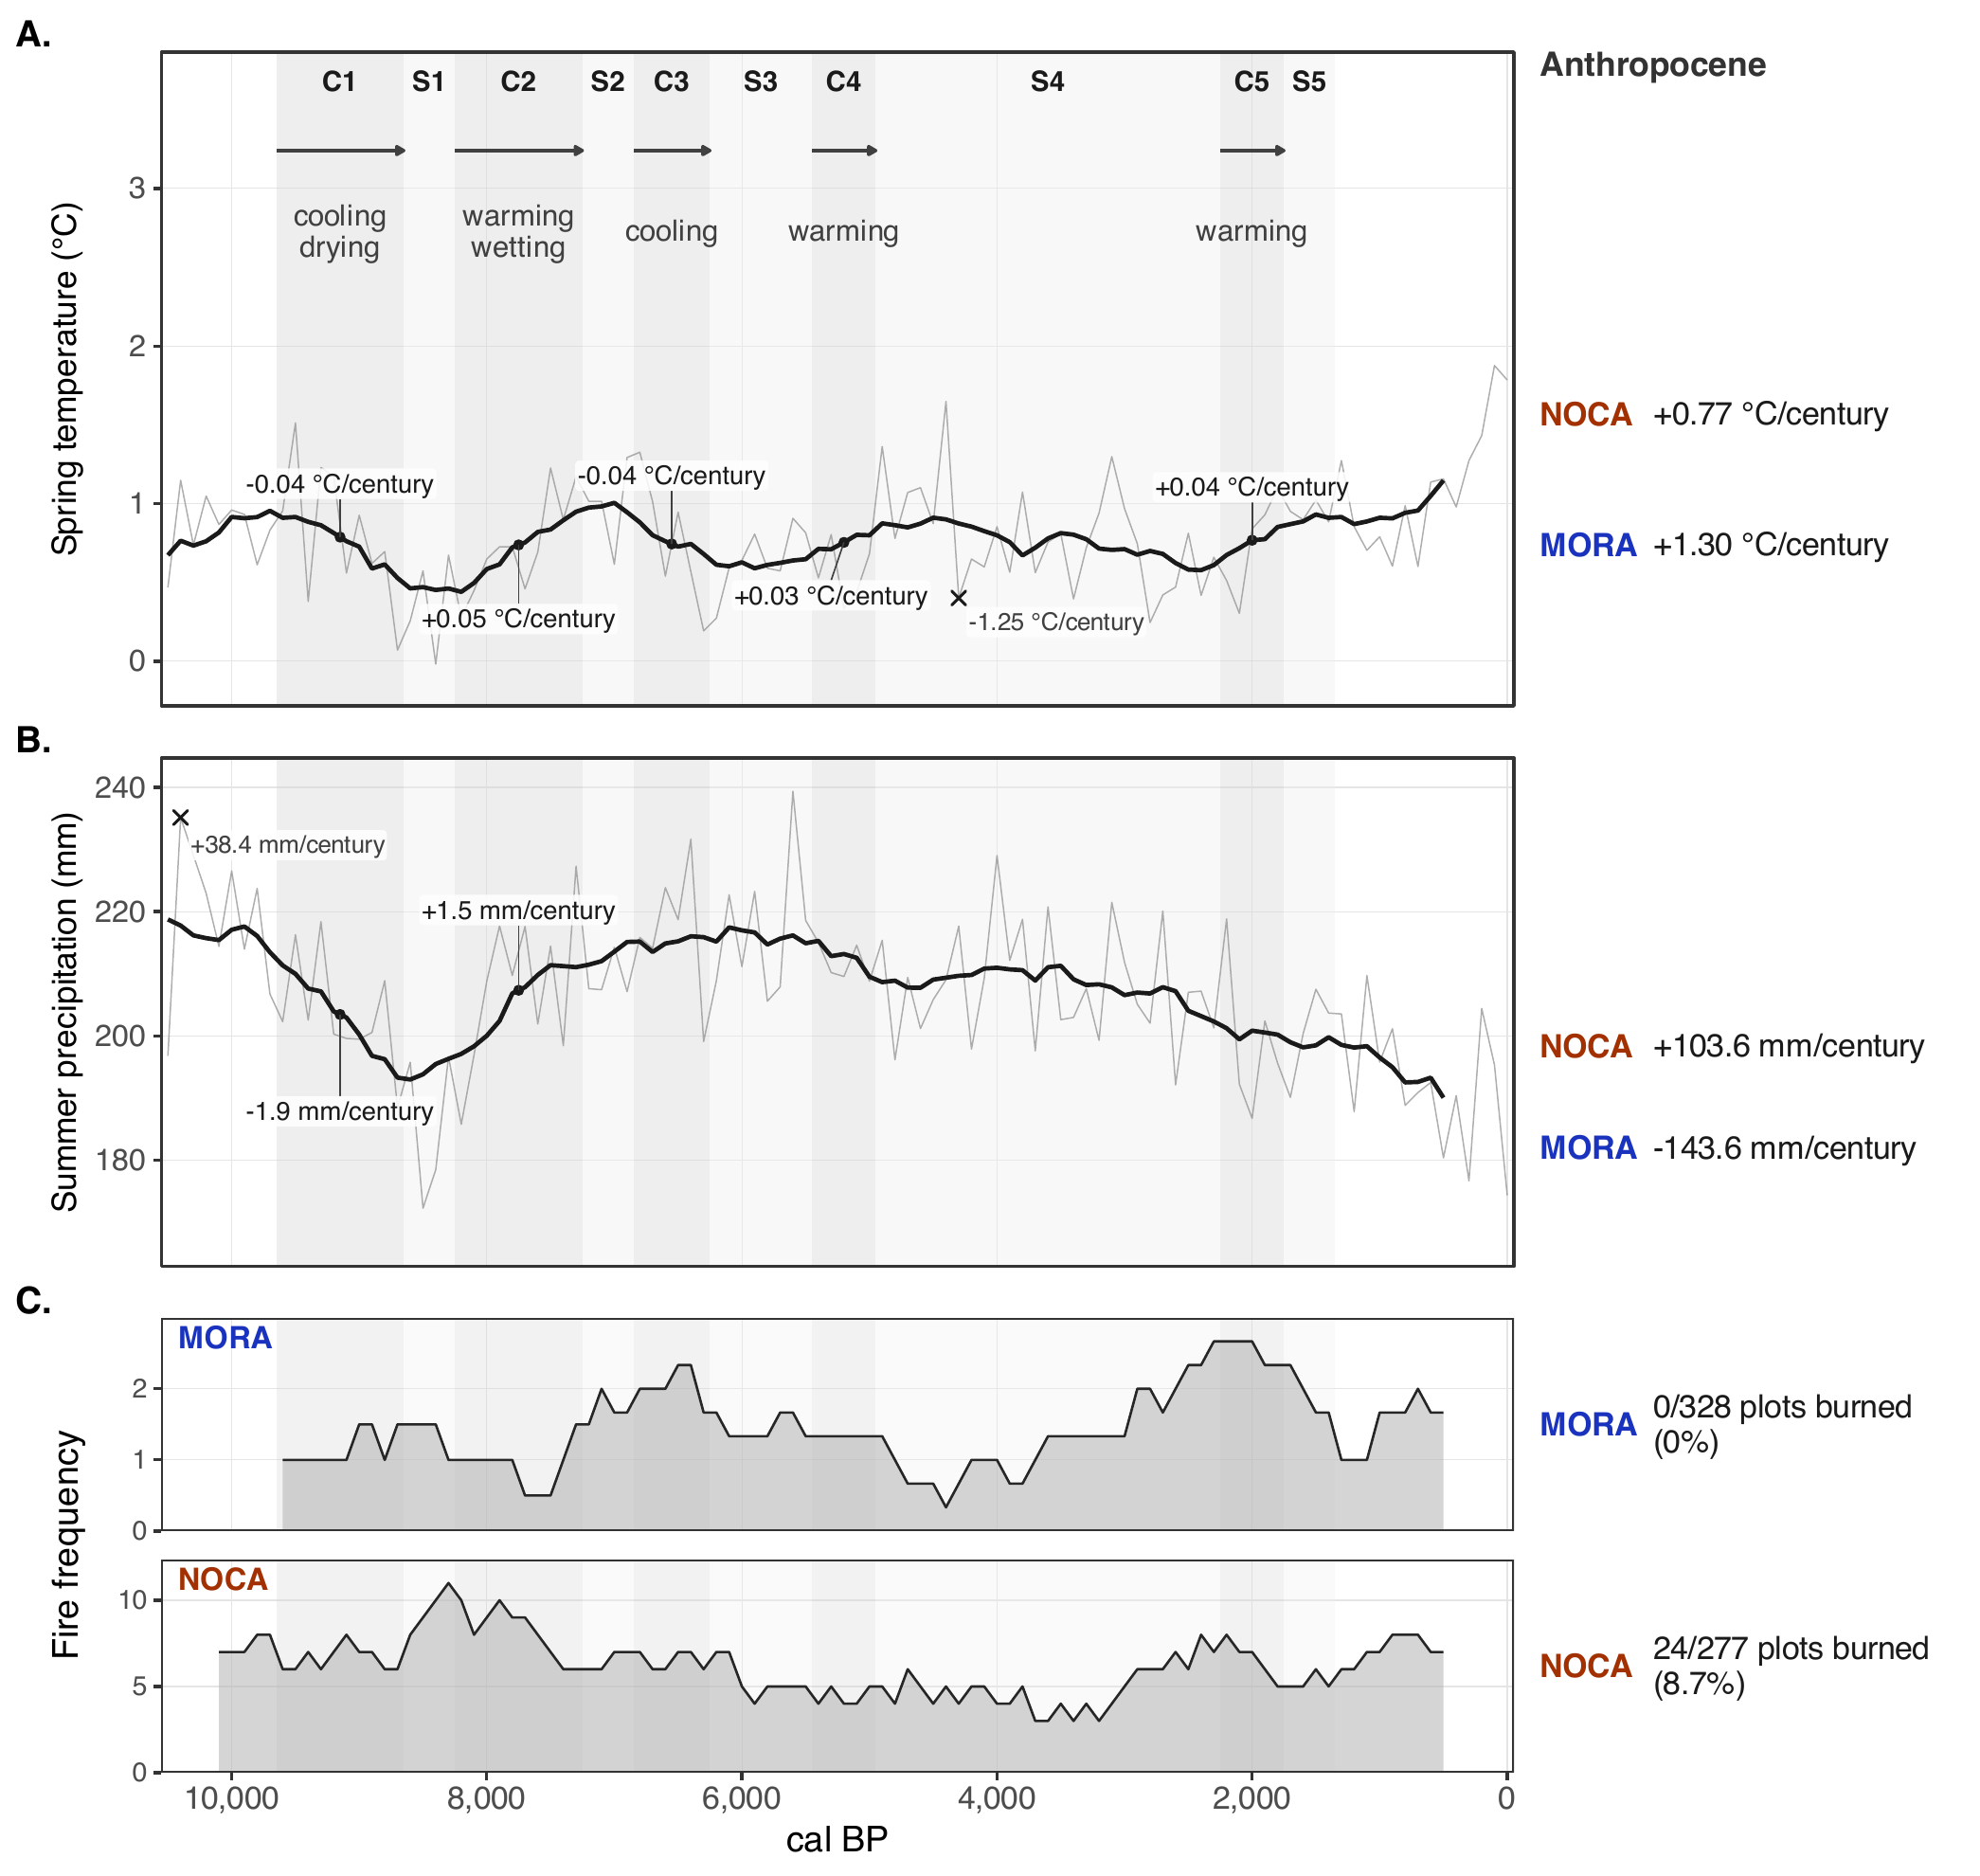 A.
C1 S1 C2 S2 C3 S3 C4 S4 C5 S5
Anthropocene
cooling
drying
warming
wetting
cooling
warming
warming
Spring temperature (°C)
3
2
1
0
-0.04 °C/century
+0.05 °C/century
-0.04 °C/century
+0.03 °C/century
-1.25 °C/century
+0.04 °C/century
NOCA +0.77 °C/century
MORA +1.30 °C/century
B.
Summer precipitation (mm)
240
220
200
180
+38.4 mm/century
+1.5 mm/century
-1.9 mm/century
NOCA +103.6 mm/century
MORA -143.6 mm/century
C.
Fire frequency
MORA
2
1
0
MORA 0/328 plots burned
(0%)
NOCA
10
5
0
NOCA 24/277 plots burned
(8.7%)
10,000 8,000 6,000 4,000 2,000 0
cal BP